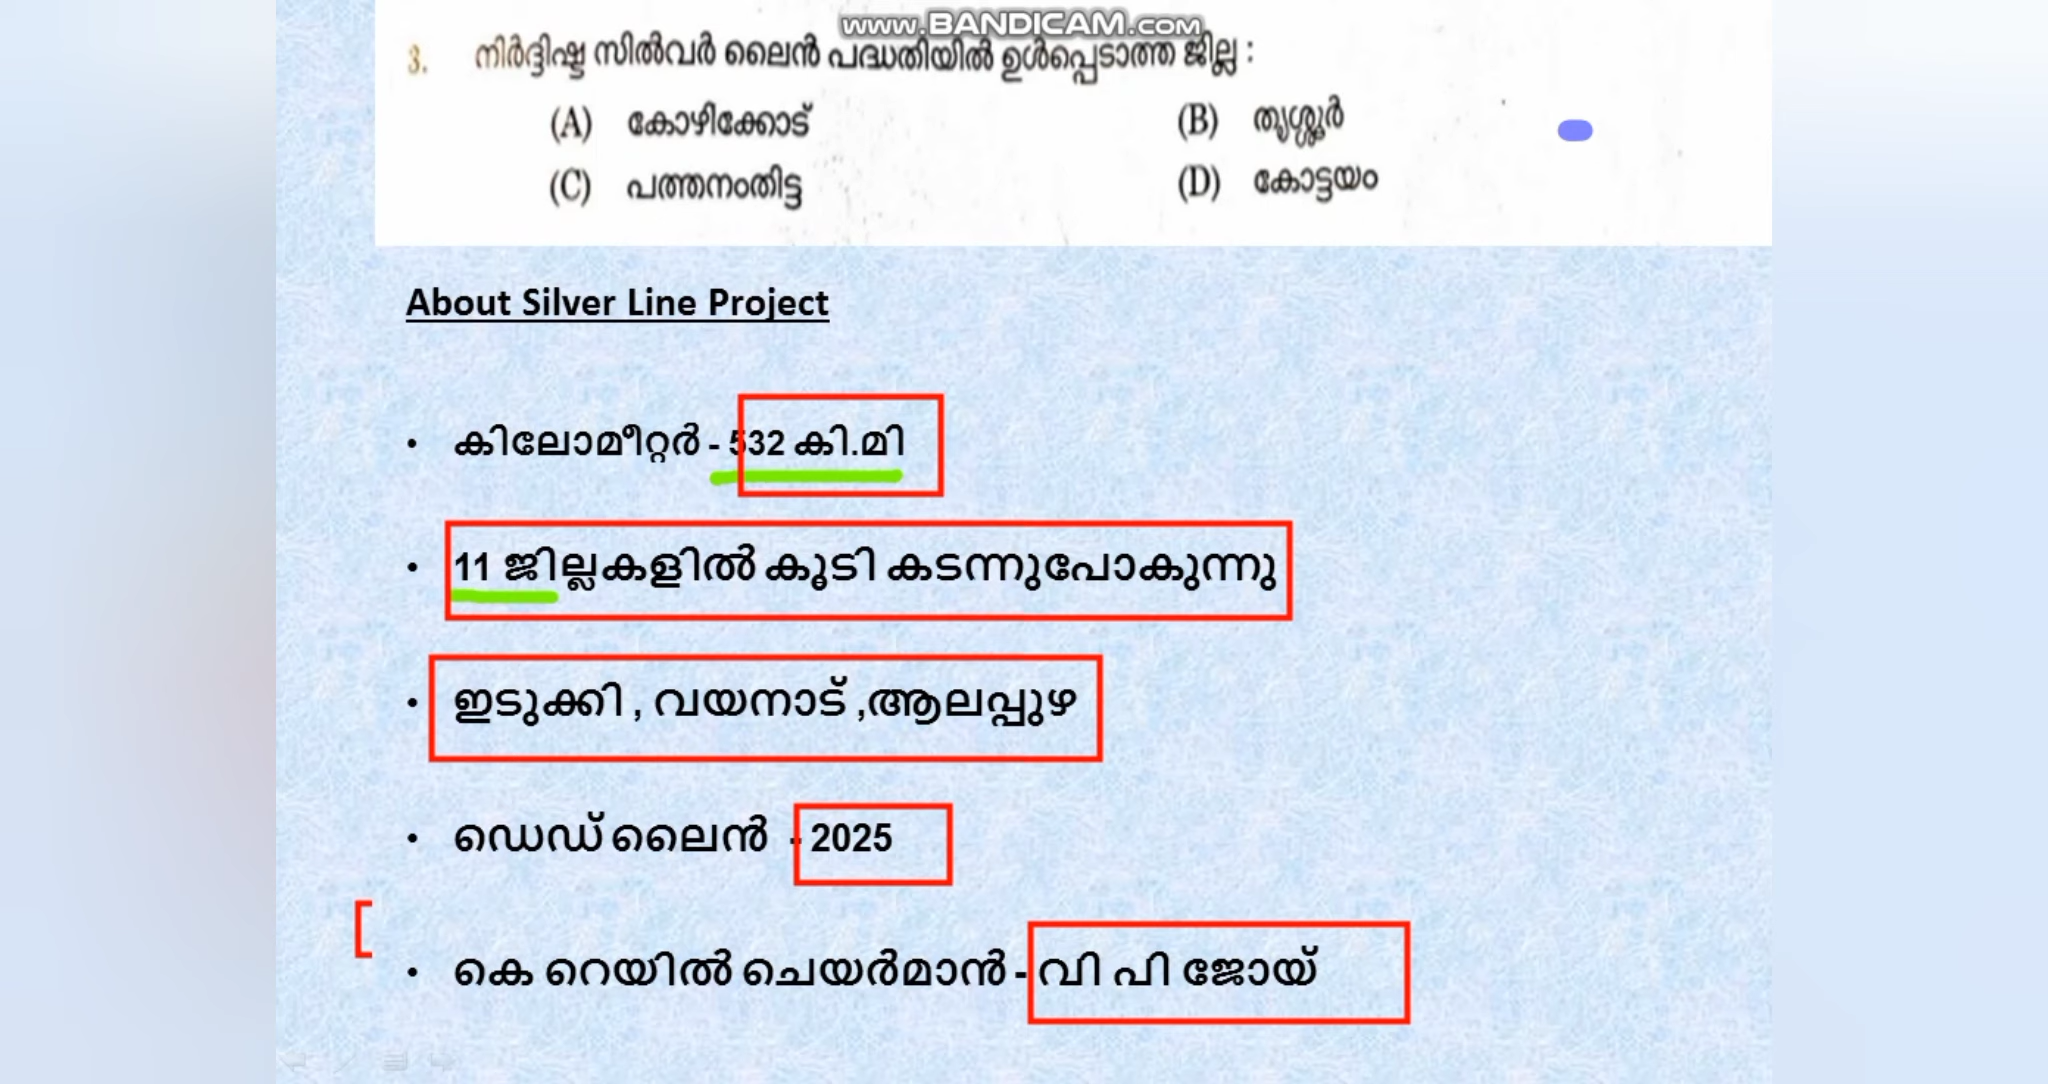 www.BANDICAM.com
3. നിർദ്ദിഷ്ട സിൽവർ ലൈൻ പദ്ധതിയിൽ ഉൾപ്പെടാത്ത ജില്ല :
(A) കോഴിക്കോട് (B) തൃശ്ശൂർ
(C) പത്തനംതിട്ട (D) കോട്ടയം
About Silver Line Project
• കിലോമീറ്റർ - 532 കി.മി
• 11 ജില്ലകളിൽ കൂടി കടന്നുപോകുന്നു
• ഇടുക്കി , വയനാട് ,ആലപ്പുഴ
• ഡെഡ് ലൈൻ - 2025
• കെ റെയിൽ ചെയർമാൻ - വി പി ജോയ്